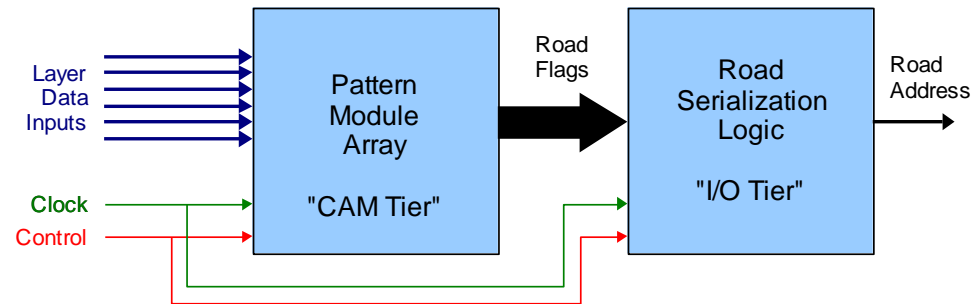 Layer
Data
Inputs
Clock
Control
Pattern
Module
Array
"CAM Tier"
Road
Flags
Road
Serialization
Logic
"I/O Tier"
Road
Address